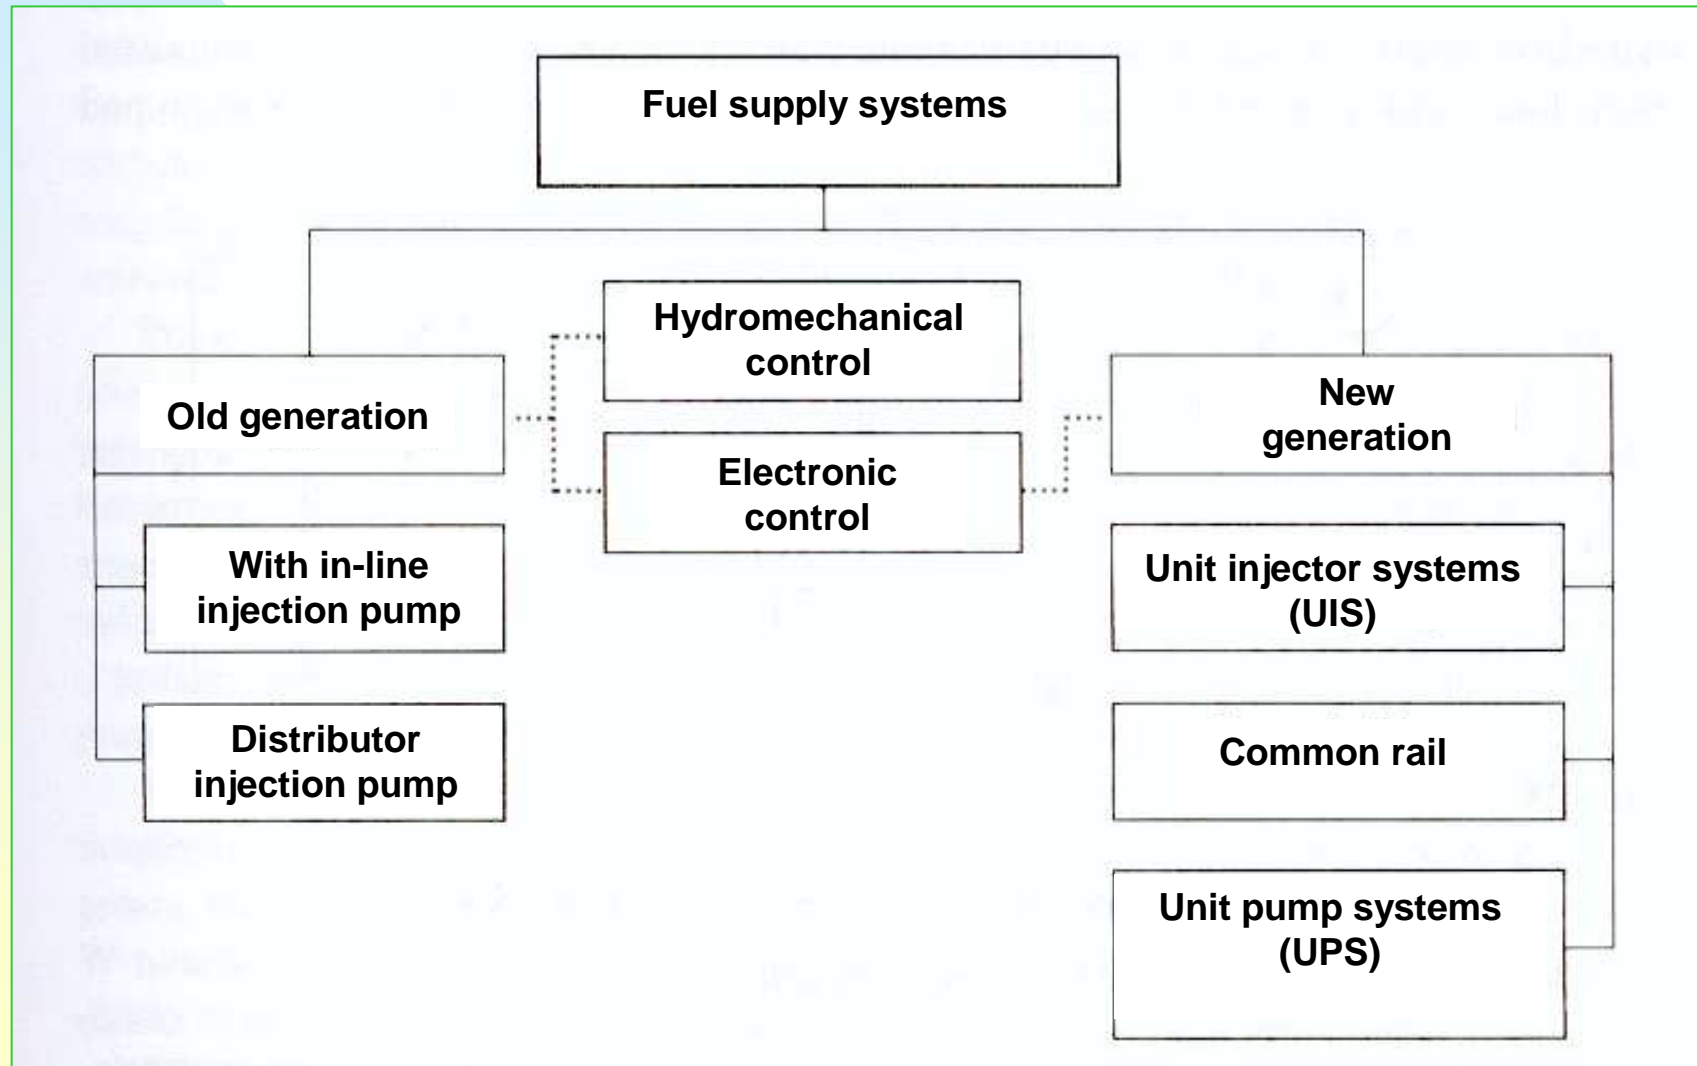 Fuel supply systems
Hydromechanical
control
Old generation
New
generation
Electronic
control
With in-line
injection pump
Unit injector systems
(UIS)
Distributor
injection pump
Common rail
Unit pump systems
(UPS)